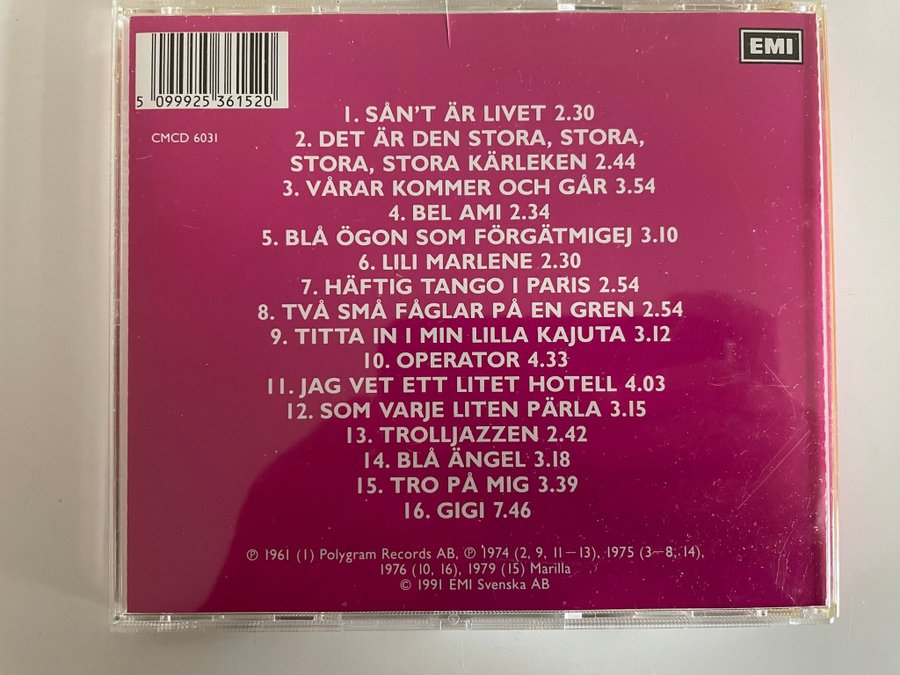 EMI
5 099925 361520
CMCD 6031
1. SÅN'T ÄR LIVET 2.30
2. DET ÄR DEN STORA, STORA,
STORA, STORA KÄRLEKEN 2.44
3. VÅRAR KOMMER OCH GÅR 3.54
4. BEL AMI 2.34
5. BLÅ ÖGON SOM FÖRGÄTMIGEJ 3.10
6. LILI MARLENE 2.30
7. HÄFTIG TANGO I PARIS 2.54
8. TVÅ SMÅ FÅGLAR PÅ EN GREN 2.54
9. TITTA IN I MIN LILLA KAJUTA 3.12
10. OPERATOR 4.33
11. JAG VET ETT LITET HOTELL 4.03
12. SOM VARJE LITEN PÄRLA 3.15
13. TROLLJAZZEN 2.42
14. BLÅ ÄNGEL 3.18
15. TRO PÅ MIG 3.39
16. GIGI 7.46
℗ 1961 (1) Polygram Records AB, ℗ 1974 (2, 9, 11—13), 1975 (3—8, 14),
1976 (10, 16), 1979 (15) Marilla
© 1991 EMI Svenska AB